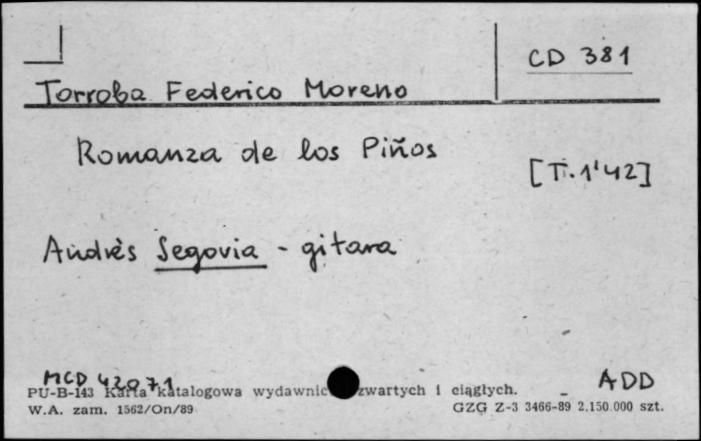 CD 381
Torroba Federico Moreno
Romanza de los Piños
[T. 1'42]
Andrès Segovia - gitara
MCD 42071
ADD
PU-B-143 Karta katalogowa wydawnic zwartych i ciągłych.
W.A. zam. 1562/On/89
GZG Z-3 3466-89 2.150.000 szt.